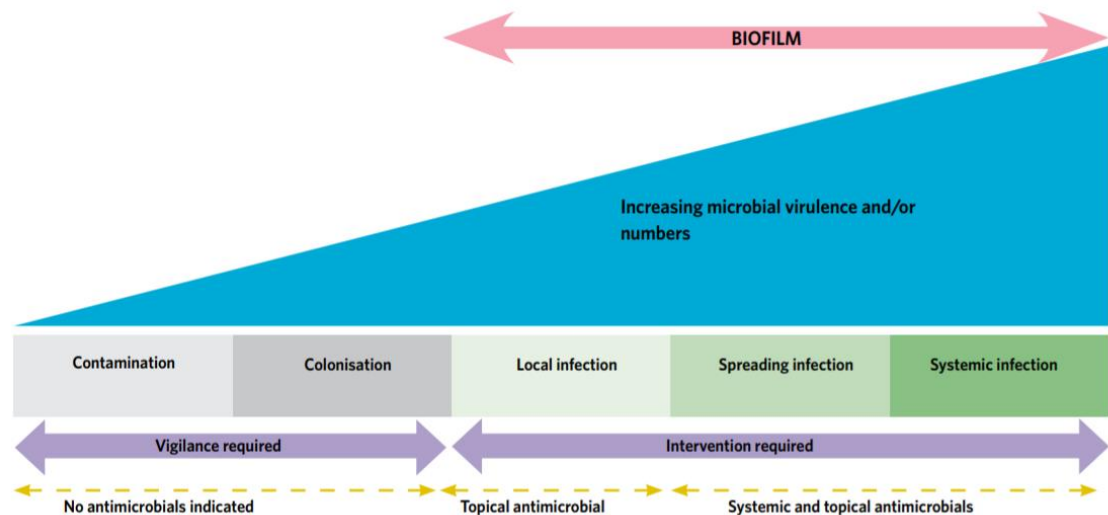 BIOFILM
Increasing microbial virulence and/or
numbers
Contamination
Colonisation
Local infection
Spreading infection
Systemic infection
Vigilance required
Intervention required
No antimicrobials indicated
Topical antimicrobial
Systemic and topical antimicrobials